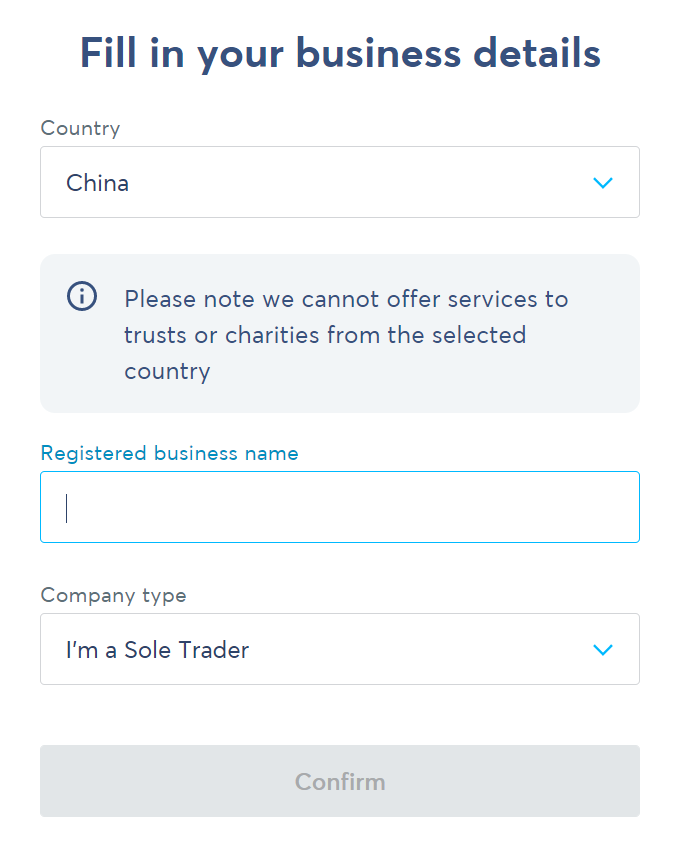 Fill in your business details
Country
China
Please note we cannot offer services to
trusts or charities from the selected
country
Registered business name
Company type
I'm a Sole Trader
Confirm